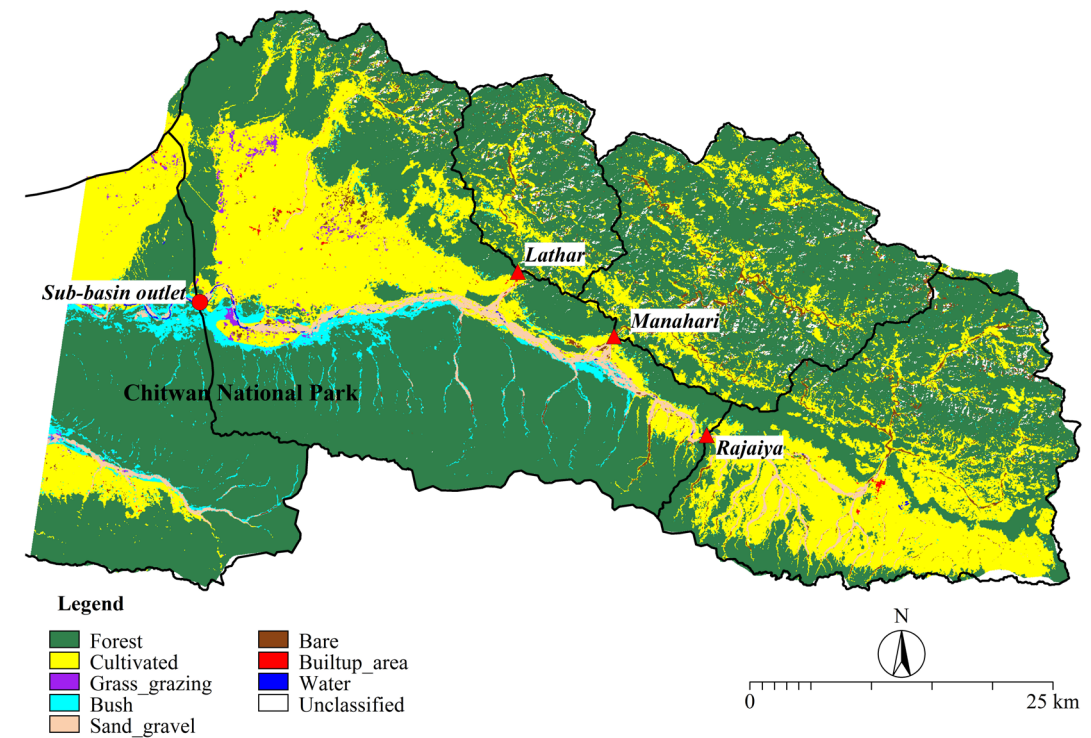 Lathar
Sub-basin outlet
Manahari
Chitwan National Park
Rajaiya
Legend
Forest
Cultivated
Grass_grazing
Bush
Sand_gravel
Bare
Builtup_area
Water
Unclassified
N
0 25 km